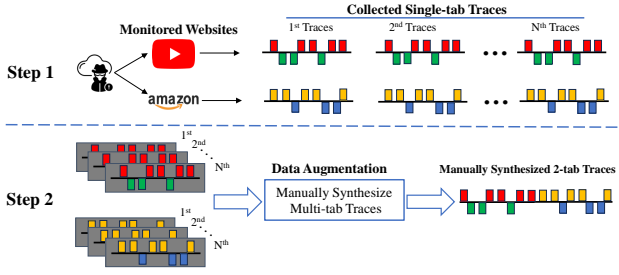 Collected Single-tab Traces
Monitored Websites
1st Traces
2nd Traces
Nth Traces
Step 1
amazon
1st
2nd
Nth
Step 2
Data Augmentation
Manually Synthesize
Multi-tab Traces
Manually Synthesized 2-tab Traces
1st
2nd
Nth